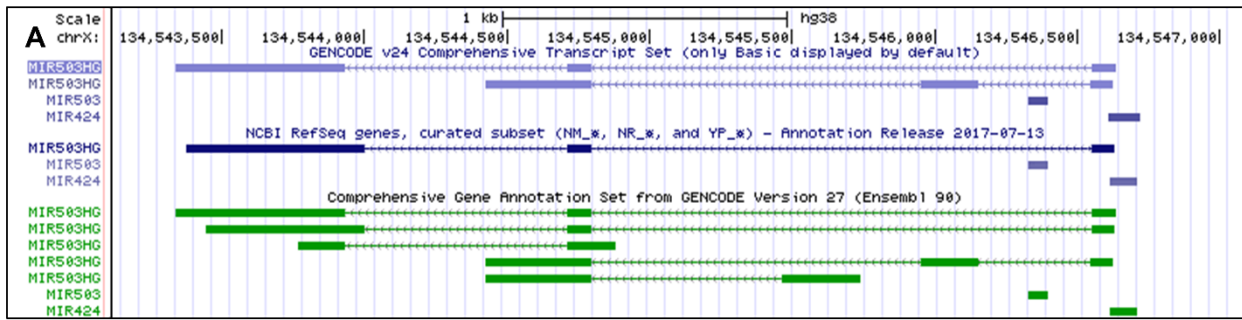 A
Scale 1 kb hg38
chrX: 134,543,500 134,544,000 134,544,500 134,545,000 134,545,500 134,546,000 134,546,500 134,547,000
GENCODE v24 Comprehensive Transcript Set (only Basic displayed by default)
MIR503HG
MIR503HG
MIR503
MIR424
NCBI RefSeq genes, curated subset (NM_*, NR_*, and YP_*) - Annotation Release 2017-07-13
MIR503HG
MIR503
MIR424
Comprehensive Gene Annotation Set from GENCODE Version 27 (Ensembl 90)
MIR503HG
MIR503HG
MIR503HG
MIR503HG
MIR503HG
MIR503
MIR424